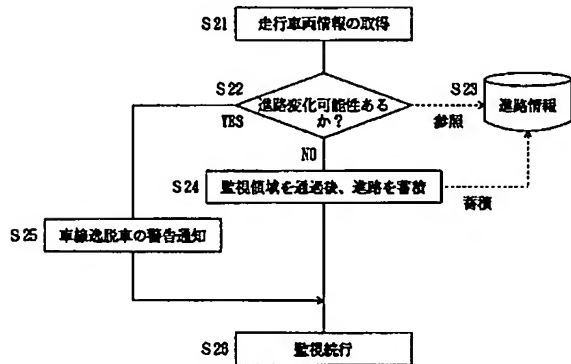 S21 走行車両情報の取得
S22
進路変化可能性ある
か？
YES
NO
S23
進路情報
参照
S24 監視領域を通過後、進路を蓄積
蓄積
S25 車線逸脱車の警告通知
S26 監視続行